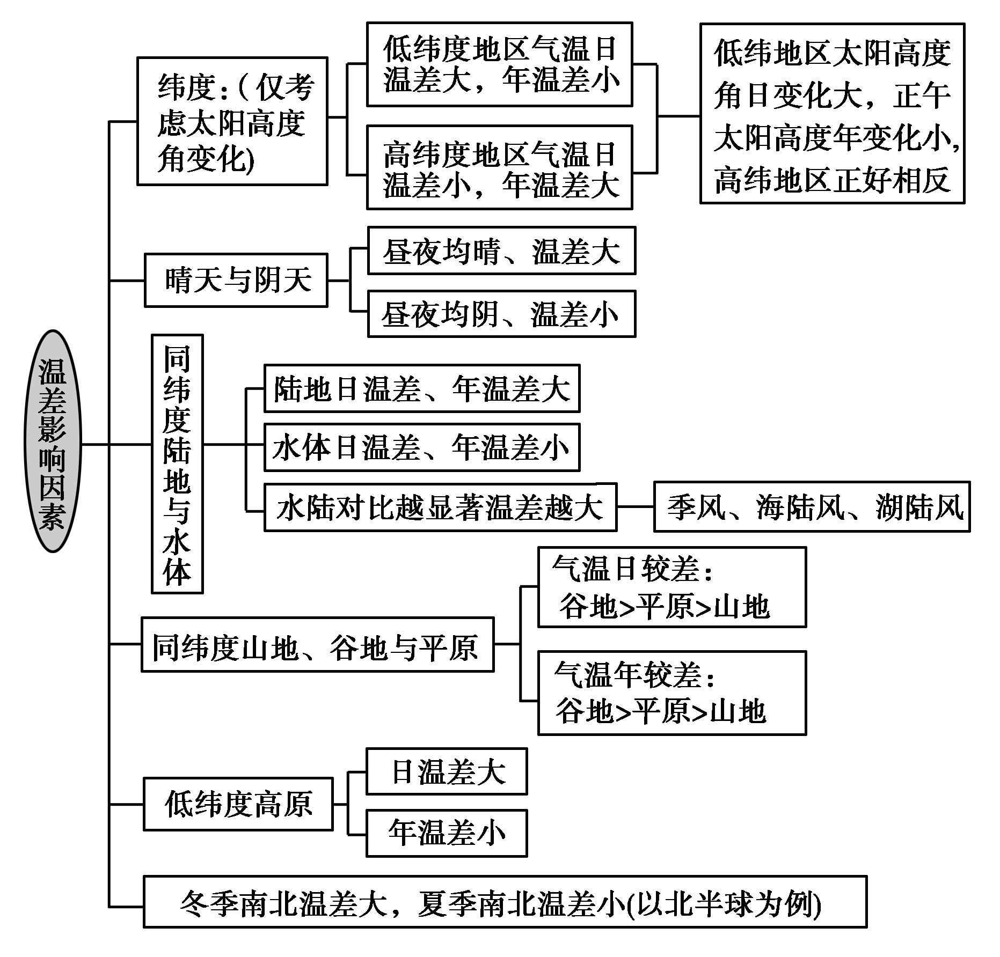 温差影响因素
纬度：（仅考
虑太阳高度
角变化)
低纬度地区气温日
温差大，年温差小
高纬度地区气温日
温差小，年温差大
低纬地区太阳高度
角日变化大，正午
太阳高度年变化小，
高纬地区正好相反
晴天与阴天
昼夜均晴、温差大
昼夜均阴、温差小
同纬度陆地与水体
陆地日温差、年温差大
水体日温差、年温差小
水陆对比越显著温差越大
季风、海陆风、湖陆风
同纬度山地、谷地与平原
气温日较差：
谷地>平原>山地
气温年较差：
谷地>平原>山地
低纬度高原
日温差大
年温差小
冬季南北温差大，夏季南北温差小(以北半球为例)